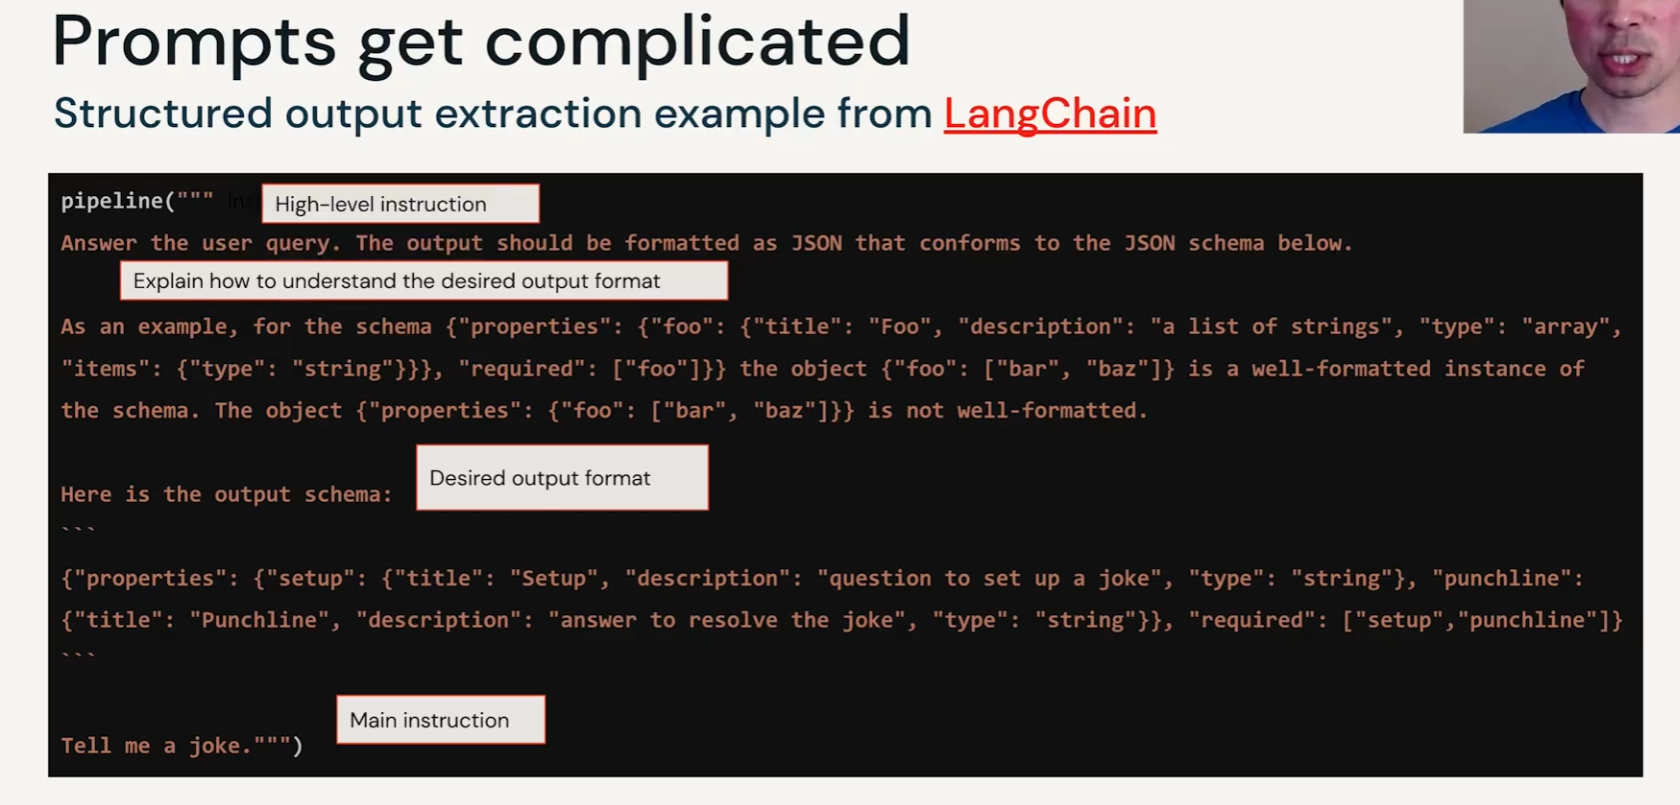 Prompts get complicated
Structured output extraction example from LangChain
pipeline(""" High-level instruction
Answer the user query. The output should be formatted as JSON that conforms to the JSON schema below.
Explain how to understand the desired output format
As an example, for the schema {"properties": {"foo": {"title": "Foo", "description": "a list of strings", "type": "array",
"items": {"type": "string"}}}, "required": ["foo"]}} the object {"foo": ["bar", "baz"]} is a well-formatted instance of
the schema. The object {"properties": {"foo": ["bar", "baz"]}} is not well-formatted.
Desired output format
Here is the output schema:
```
{"properties": {"setup": {"title": "Setup", "description": "question to set up a joke", "type": "string"}, "punchline":
{"title": "Punchline", "description": "answer to resolve the joke", "type": "string"}}, "required": ["setup","punchline"]}
```
Main instruction
Tell me a joke.""")